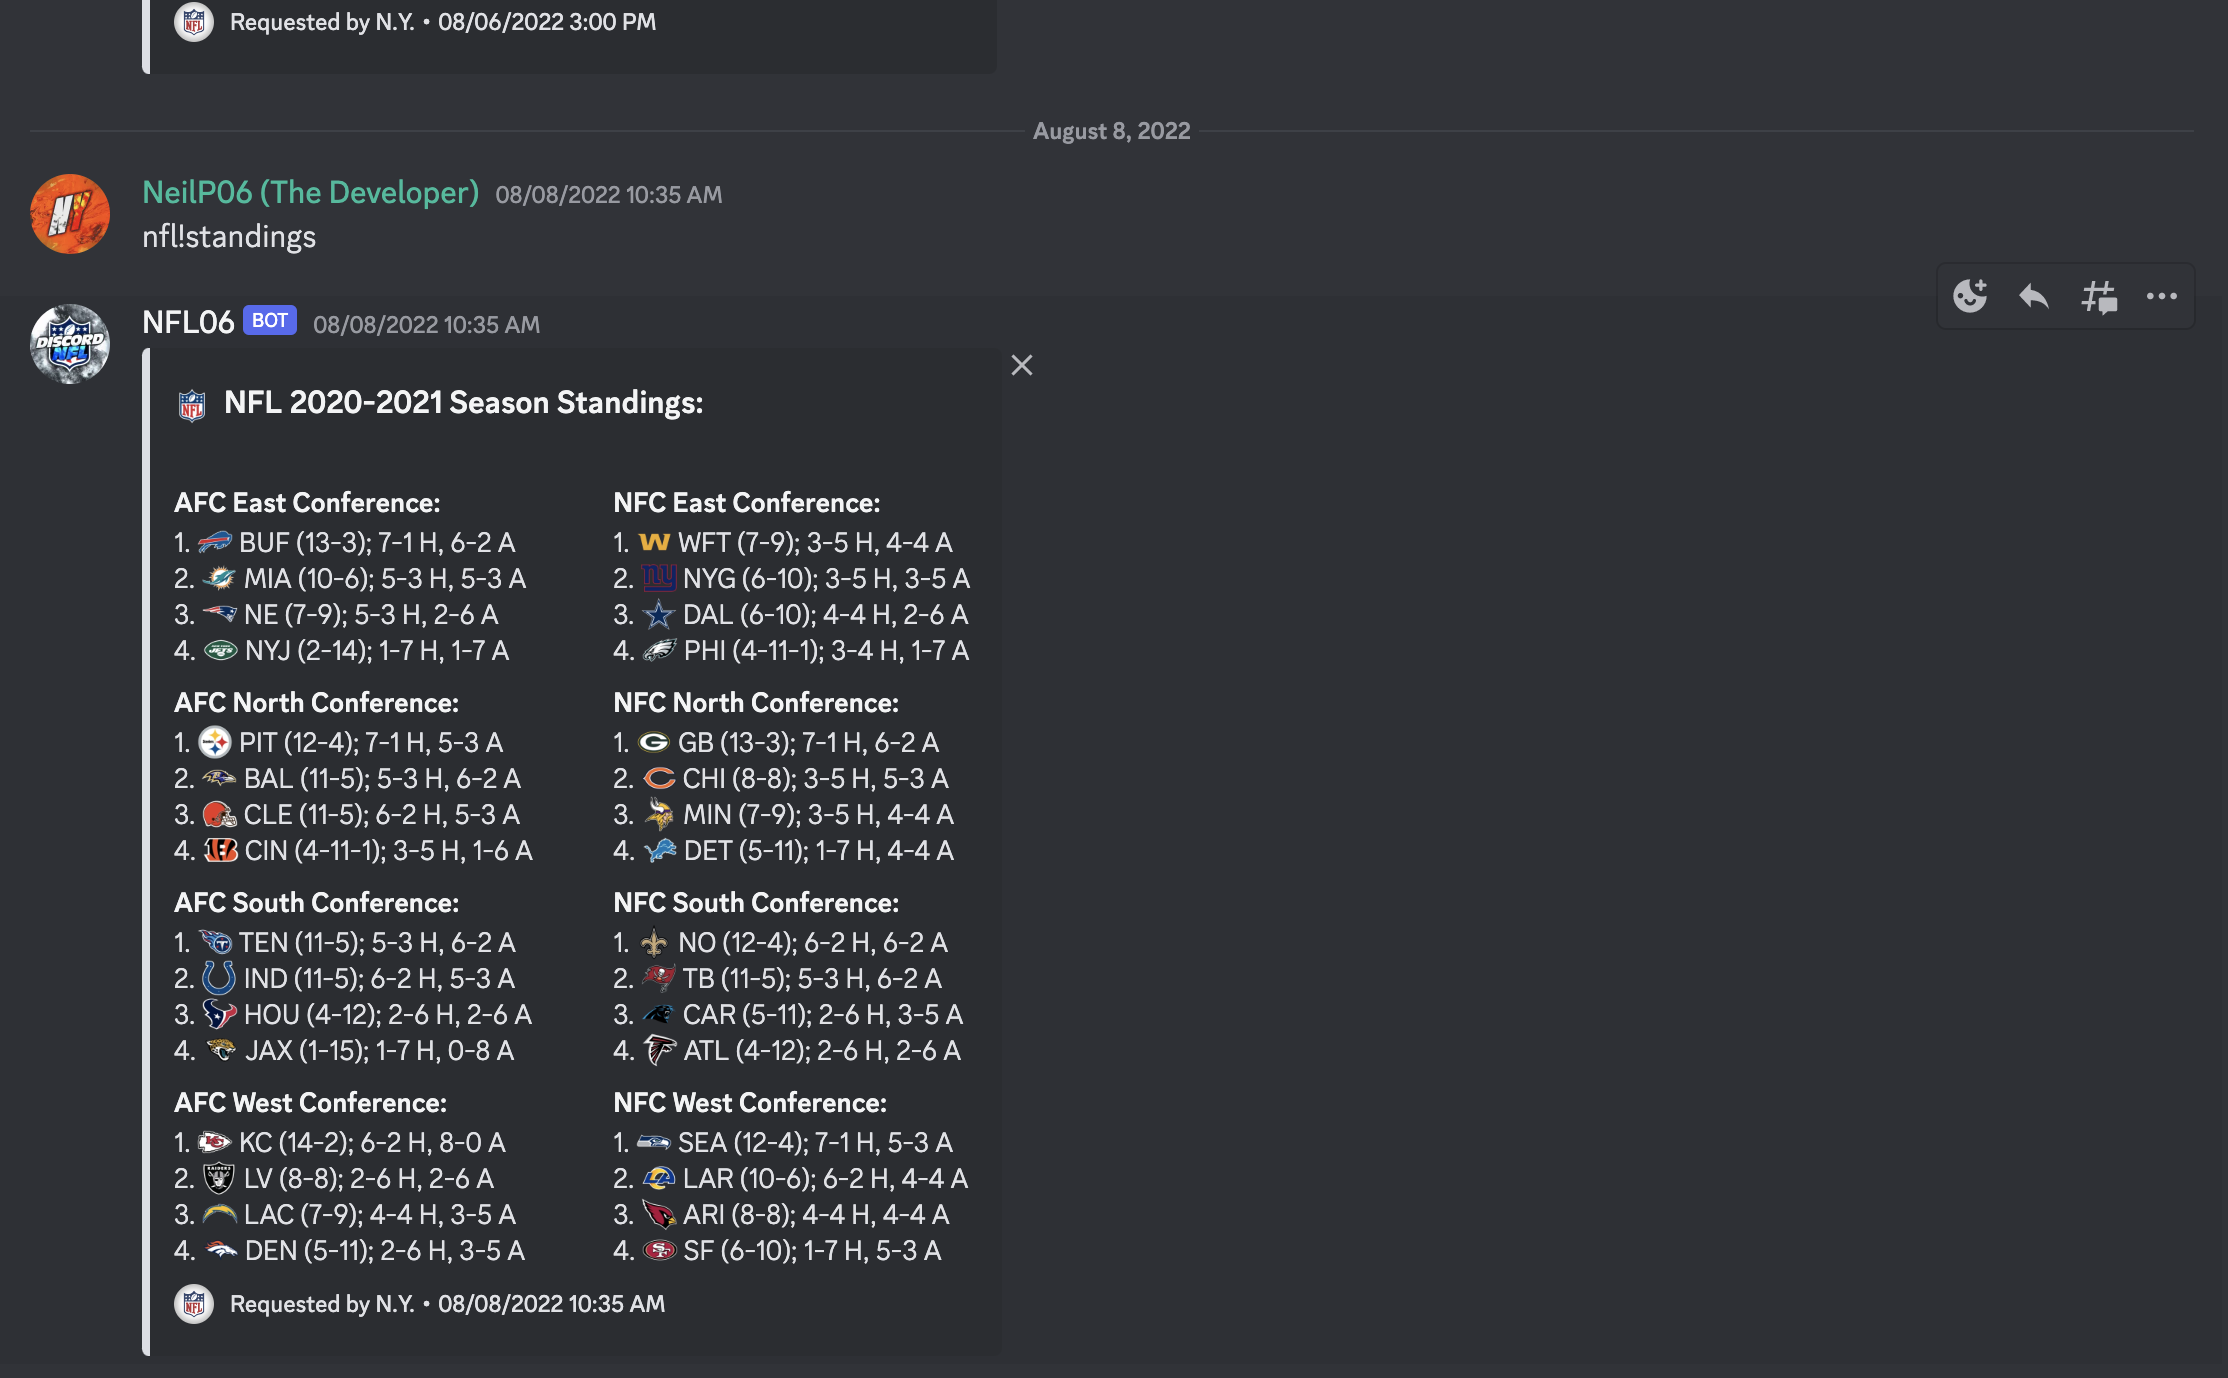 Requested by N.Y. • 08/06/2022 3:00 PM
August 8, 2022
NeilP06 (The Developer) 08/08/2022 10:35 AM
nfl!standings
DISCORD
NFL
NFL06 BOT 08/08/2022 10:35 AM
NFL 2020-2021 Season Standings:
AFC East Conference:
1. BUF (13-3); 7-1 H, 6-2 A
2. MIA (10-6); 5-3 H, 5-3 A
3. NE (7-9); 5-3 H, 2-6 A
4. NYJ (2-14); 1-7 H, 1-7 A
NFC East Conference:
1. WFT (7-9); 3-5 H, 4-4 A
2. NYG (6-10); 3-5 H, 3-5 A
3. DAL (6-10); 4-4 H, 2-6 A
4. PHI (4-11-1); 3-4 H, 1-7 A
AFC North Conference:
1. PIT (12-4); 7-1 H, 5-3 A
2. BAL (11-5); 5-3 H, 6-2 A
3. CLE (11-5); 6-2 H, 5-3 A
4. CIN (4-11-1); 3-5 H, 1-6 A
NFC North Conference:
1. GB (13-3); 7-1 H, 6-2 A
2. CHI (8-8); 3-5 H, 5-3 A
3. MIN (7-9); 3-5 H, 4-4 A
4. DET (5-11); 1-7 H, 4-4 A
AFC South Conference:
1. TEN (11-5); 5-3 H, 6-2 A
2. IND (11-5); 6-2 H, 5-3 A
3. HOU (4-12); 2-6 H, 2-6 A
4. JAX (1-15); 1-7 H, 0-8 A
NFC South Conference:
1. NO (12-4); 6-2 H, 6-2 A
2. TB (11-5); 5-3 H, 6-2 A
3. CAR (5-11); 2-6 H, 3-5 A
4. ATL (4-12); 2-6 H, 2-6 A
AFC West Conference:
1. KC (14-2); 6-2 H, 8-0 A
2. LV (8-8); 2-6 H, 2-6 A
3. LAC (7-9); 4-4 H, 3-5 A
4. DEN (5-11); 2-6 H, 3-5 A
NFC West Conference:
1. SEA (12-4); 7-1 H, 5-3 A
2. LAR (10-6); 6-2 H, 4-4 A
3. ARI (8-8); 4-4 H, 4-4 A
4. SF (6-10); 1-7 H, 5-3 A
Requested by N.Y. • 08/08/2022 10:35 AM